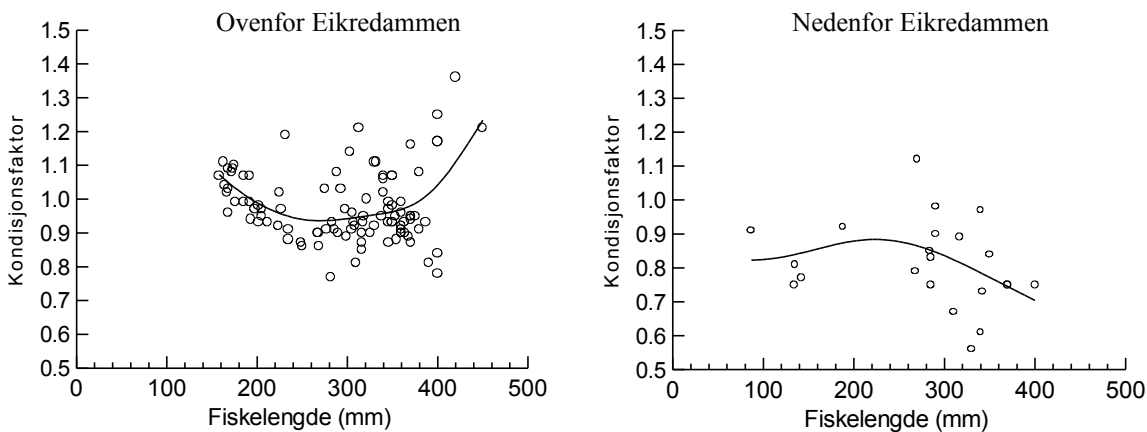 Ovenfor Eikredammen
1.5
1.4
1.3
1.2
1.1
1.0
0.9
0.8
0.7
0.6
0.5
Kondisjonsfaktor
0 100 200 300 400 500
Fiskelengde (mm)
Nedenfor Eikredammen
1.5
1.4
1.3
1.2
1.1
1.0
0.9
0.8
0.7
0.6
0.5
Kondisjonsfaktor
0 100 200 300 400 500
Fiskelengde (mm)